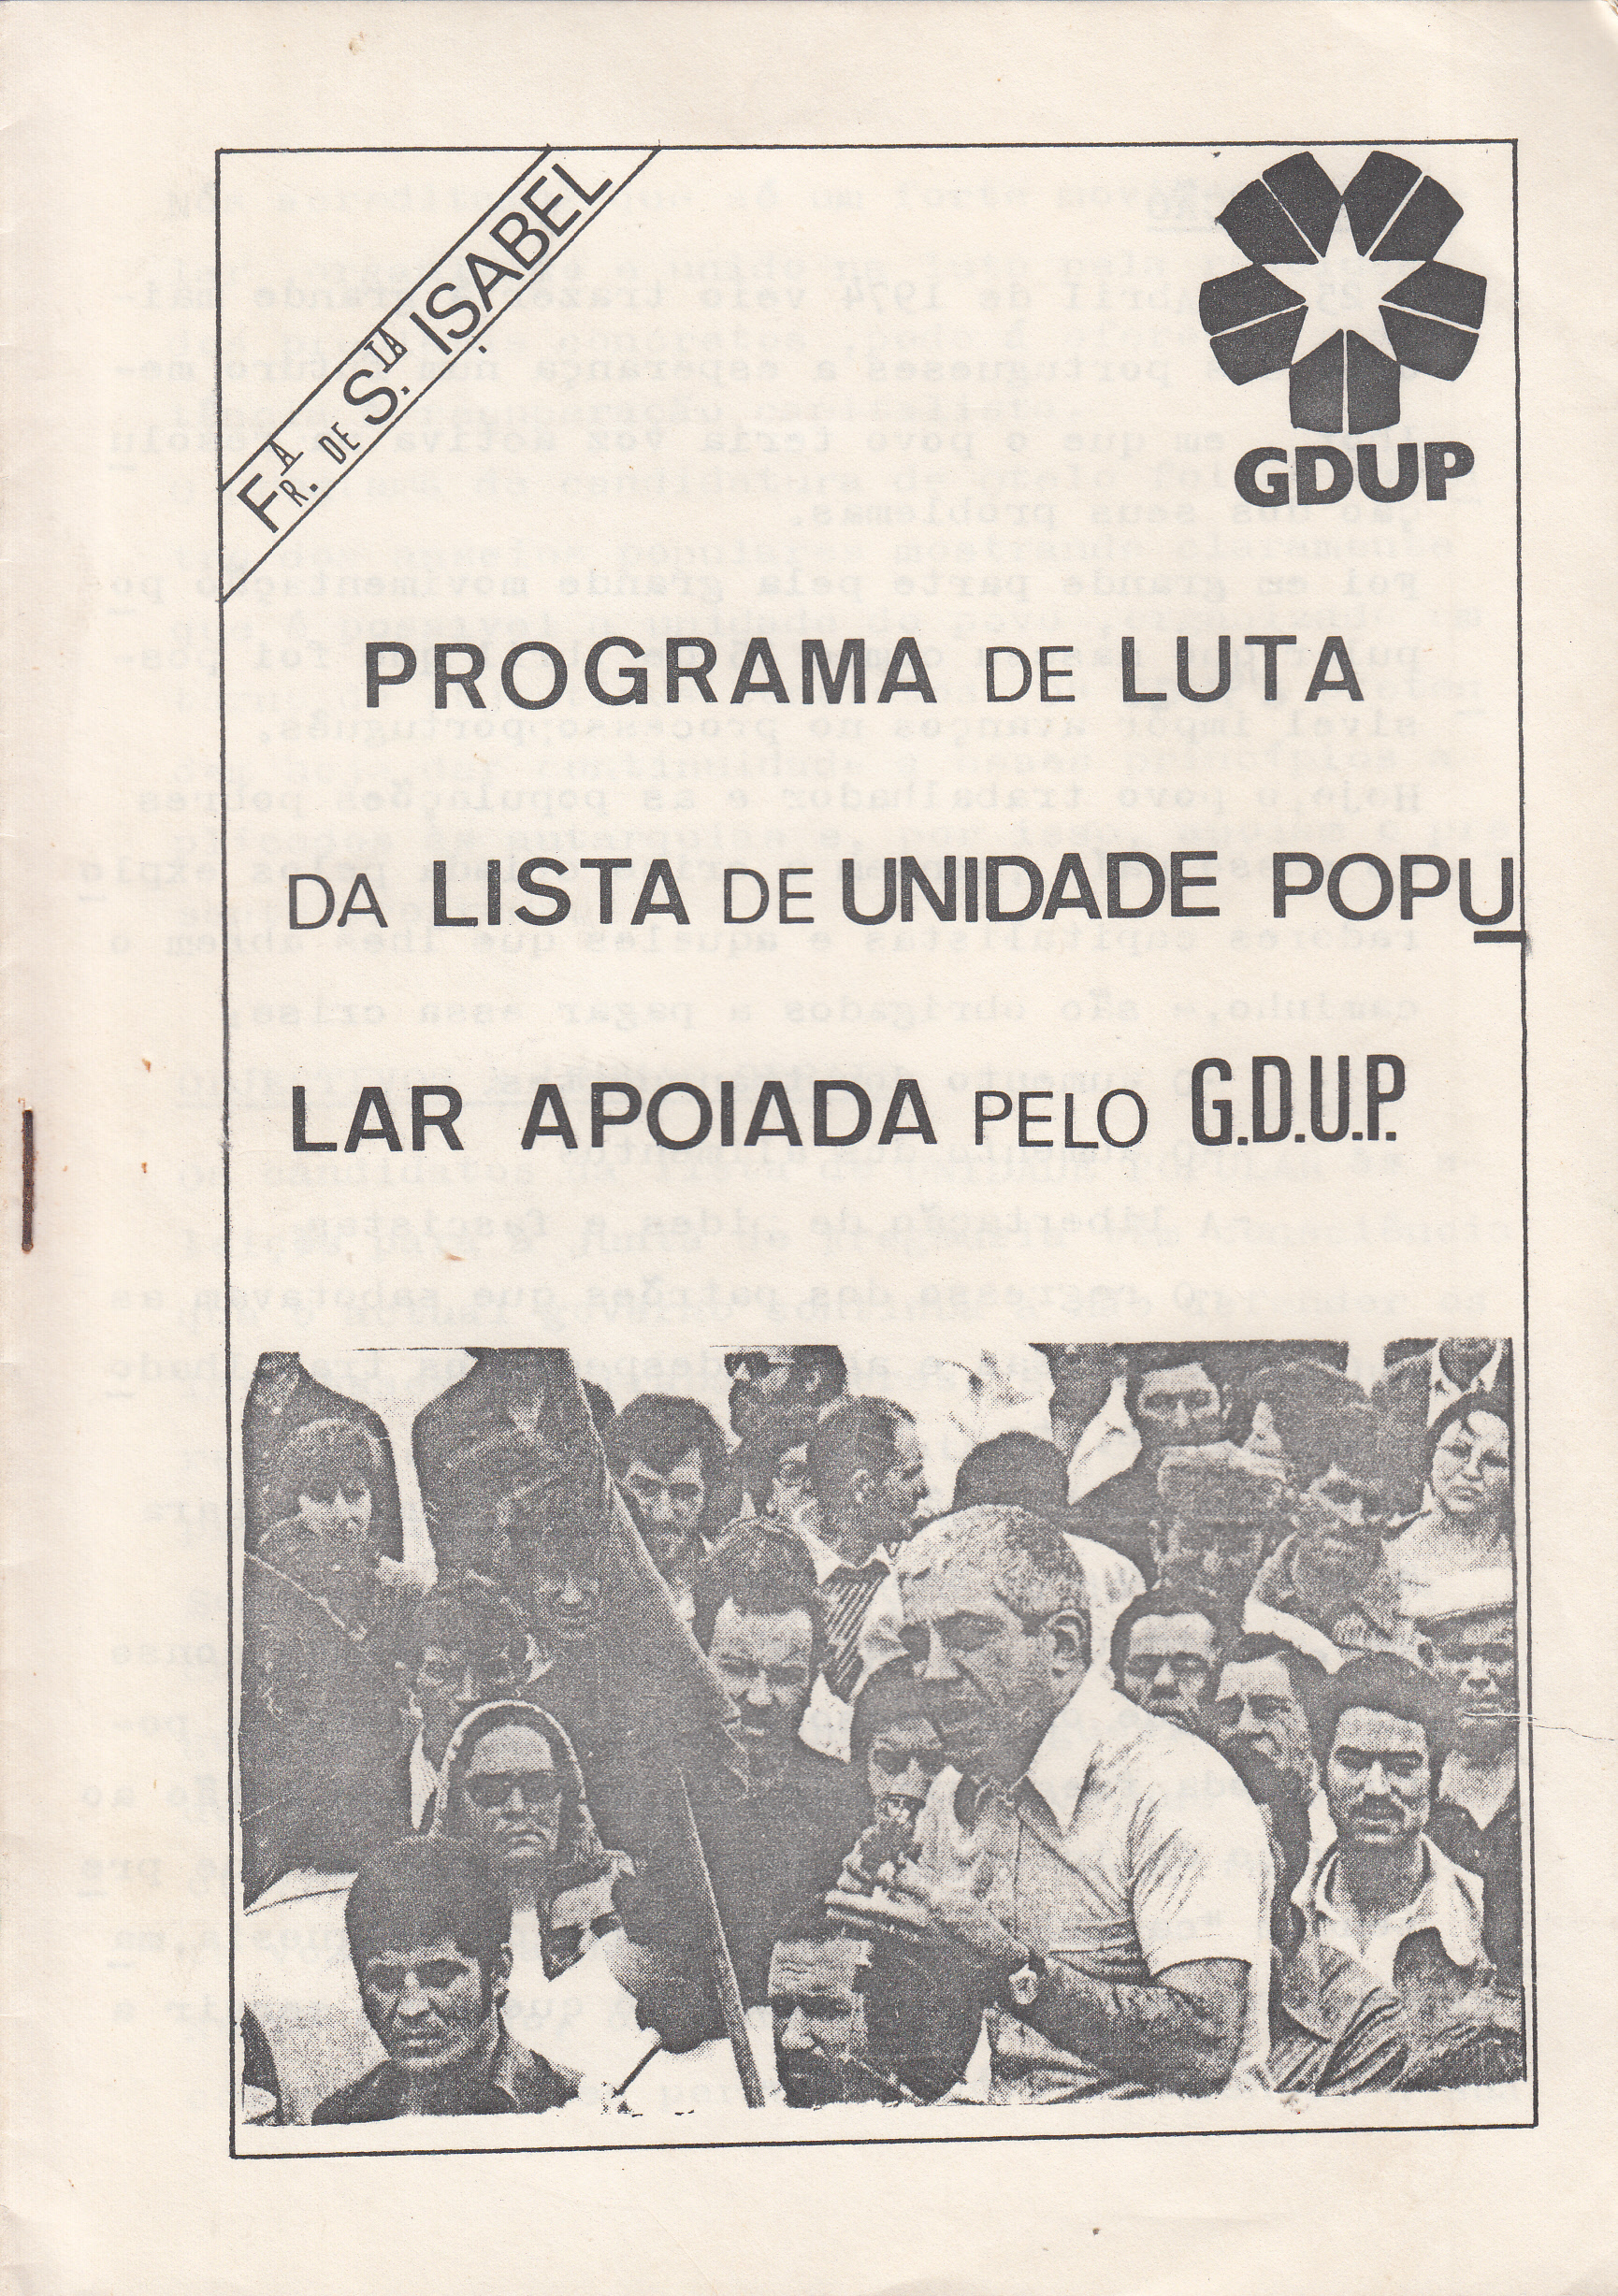 FR.A DE S.TA ISABEL
GDUP
PROGRAMA DE LUTA
DA LISTA DE UNIDADE POPU
LAR APOIADA PELO G.D.U.P.